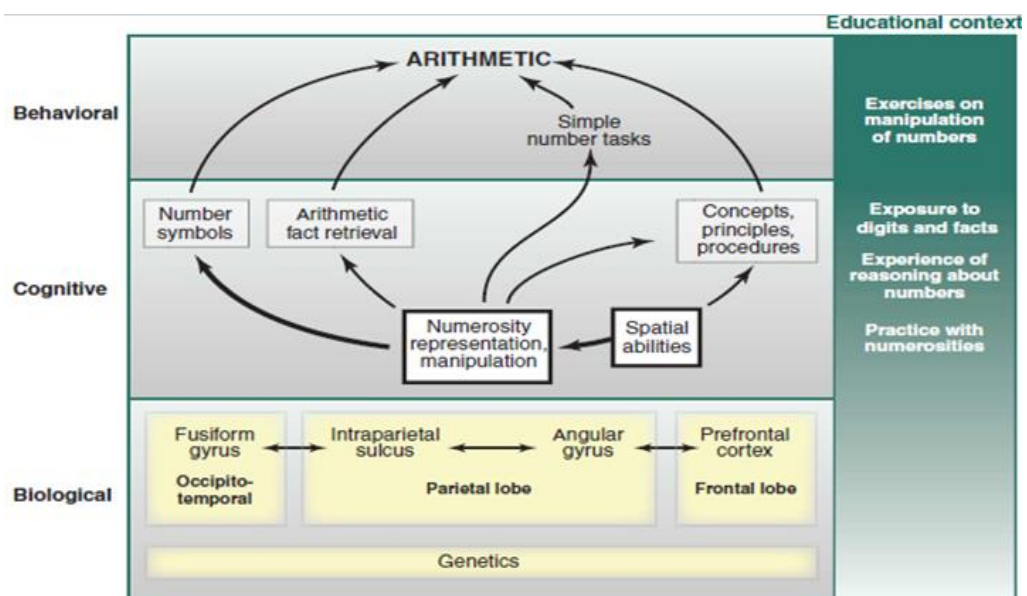 Educational context
Behavioral
ARITHMETIC
Simple
number tasks
Exercises on
manipulation
of numbers
Cognitive
Number
symbols
Arithmetic
fact retrieval
Concepts,
principles,
procedures
Numerosity
representation,
manipulation
Spatial
abilities
Exposure to
digits and facts
Experience of
reasoning about
numbers
Practice with
numerosities
Biological
Fusiform
gyrus
Occipito-
temporal
Intraparietal
sulcus
Angular
gyrus
Parietal lobe
Prefrontal
cortex
Frontal lobe
Genetics